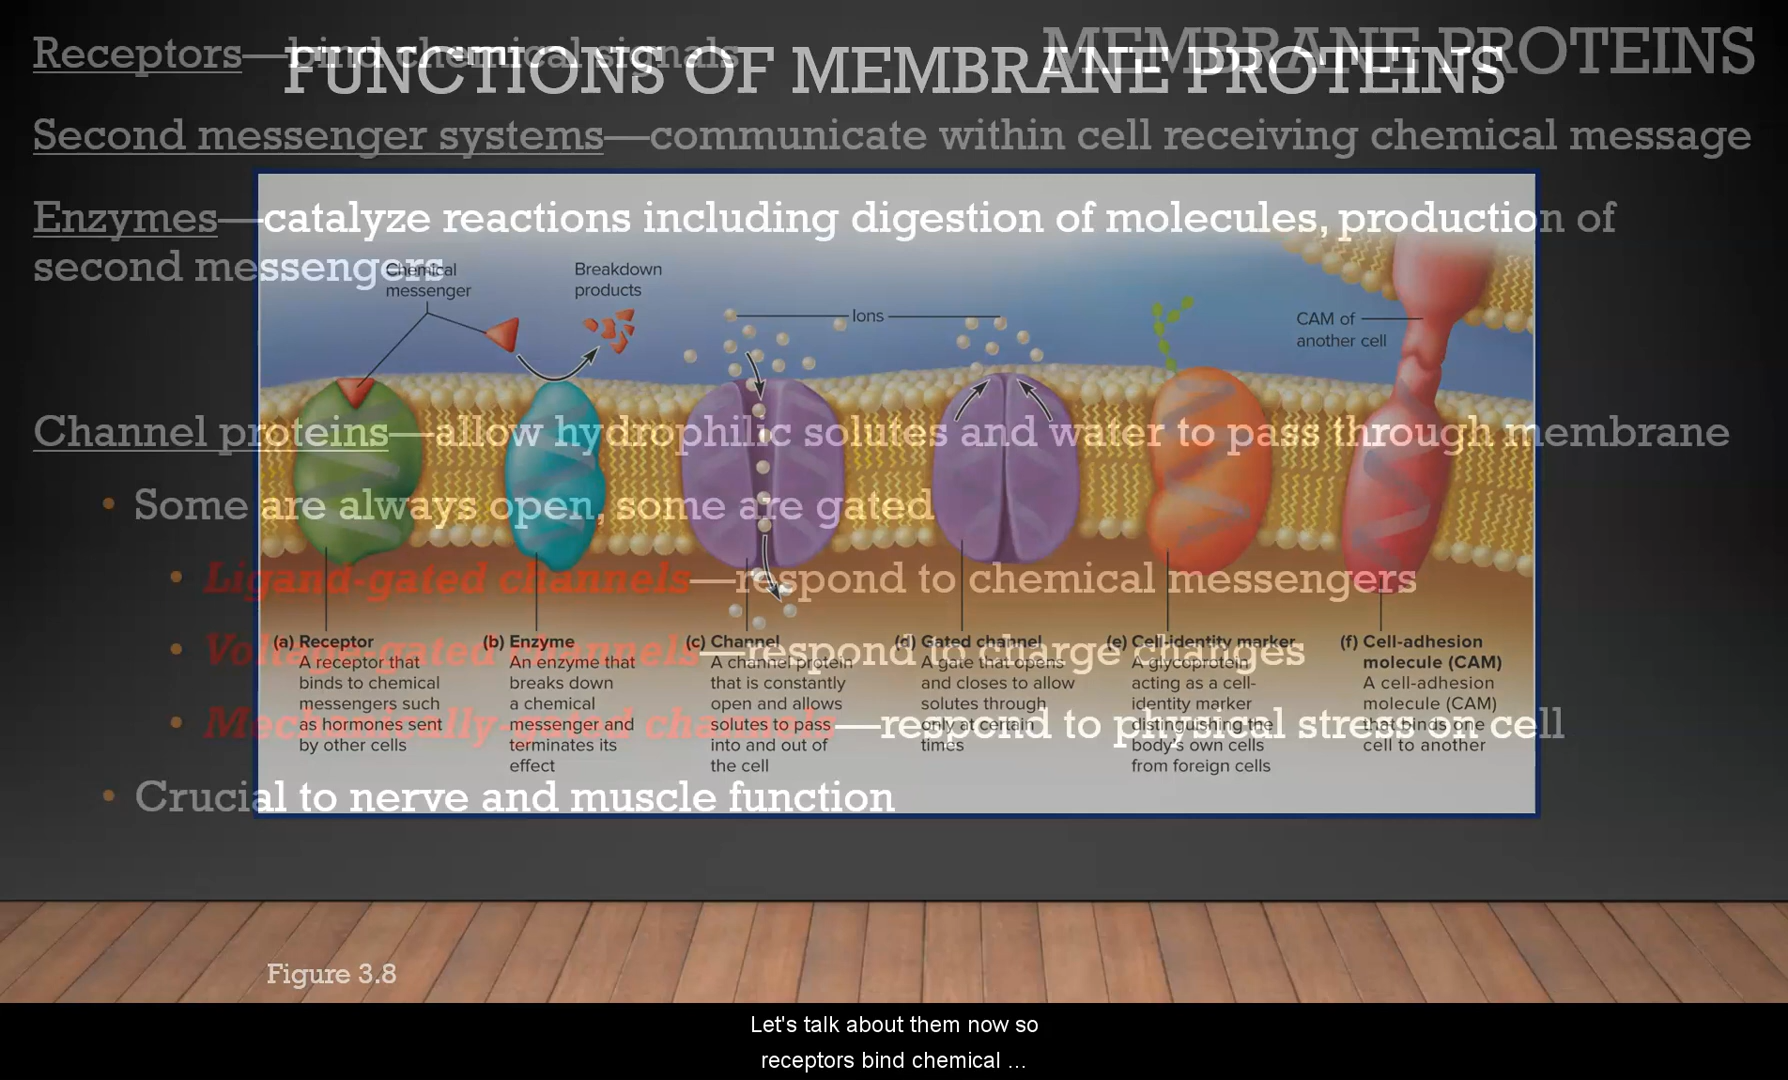 MEMBRANE PROTEINS
Receptors—bind chemical signals
Second messenger systems—communicate within cell receiving chemical message
Enzymes—catalyze reactions including digestion of molecules, production of
second messengers
Channel proteins—allow hydrophilic solutes and water to pass through membrane
• Some are always open, some are gated
• Ligand-gated channels—respond to chemical messengers
• Voltage-gated channels—respond to charge changes
• Mechanically-gated channels—respond to physical stress on cell
• Crucial to nerve and muscle function
FUNCTIONS OF MEMBRANE PROTEINS
Chemical
messenger
Breakdown
products
Ions
CAM of
another cell
(a) Receptor
A receptor that
binds to chemical
messengers such
as hormones sent
by other cells
(b) Enzyme
An enzyme that
breaks down
a chemical
messenger and
terminates its
effect
(c) Channel
A channel protein
that is constantly
open and allows
solutes to pass
into and out of
the cell
(d) Gated channel
A gate that opens
and closes to allow
solutes through
only at certain
times
(e) Cell-identity marker
A glycoprotein
acting as a cell-
identity marker
distinguishing the
body's own cells
from foreign cells
(f) Cell-adhesion
molecule (CAM)
A cell-adhesion
molecule (CAM)
that binds one
cell to another
Figure 3.8
Let's talk about them now so
receptors bind chemical ...